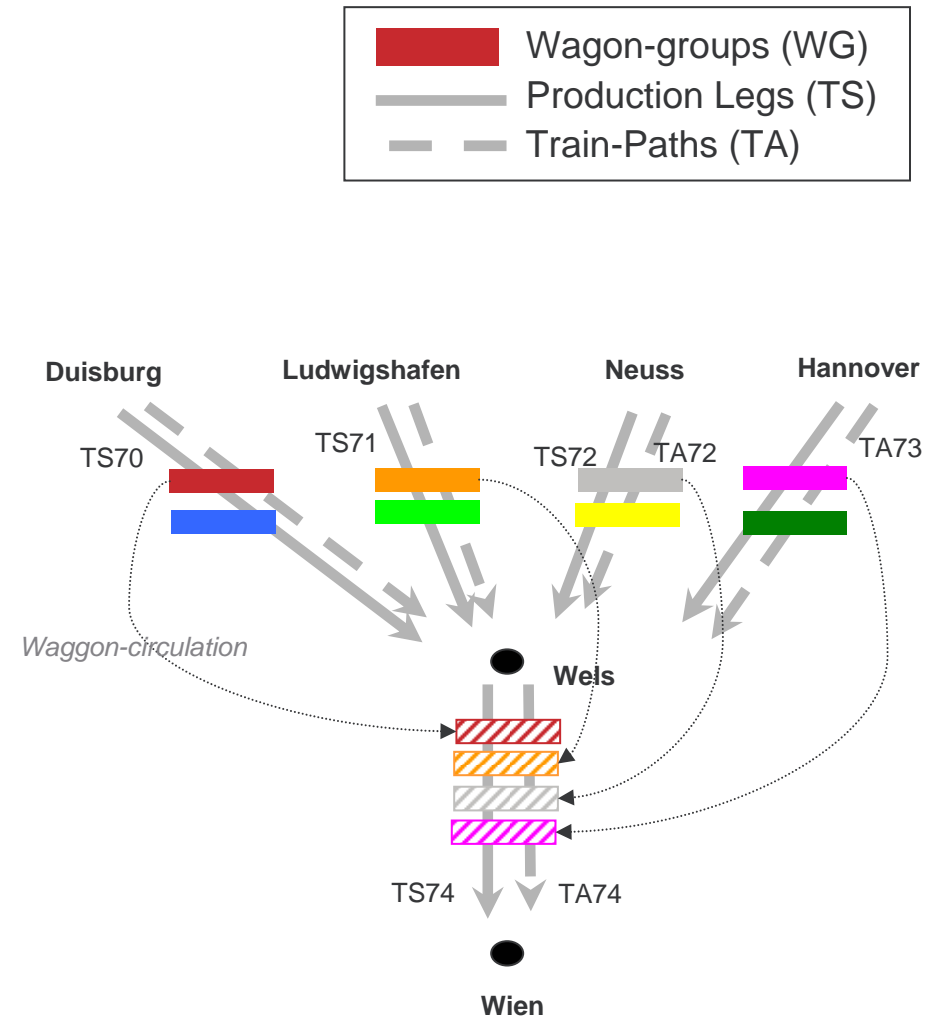 Wagon-groups (WG)
Production Legs (TS)
Train-Paths (TA)
Duisburg
Ludwigshafen
Neuss
Hannover
TS70
TS71
TS72
TA72
TA73
Waggon-circulation
Wels
TS74
TA74
Wien